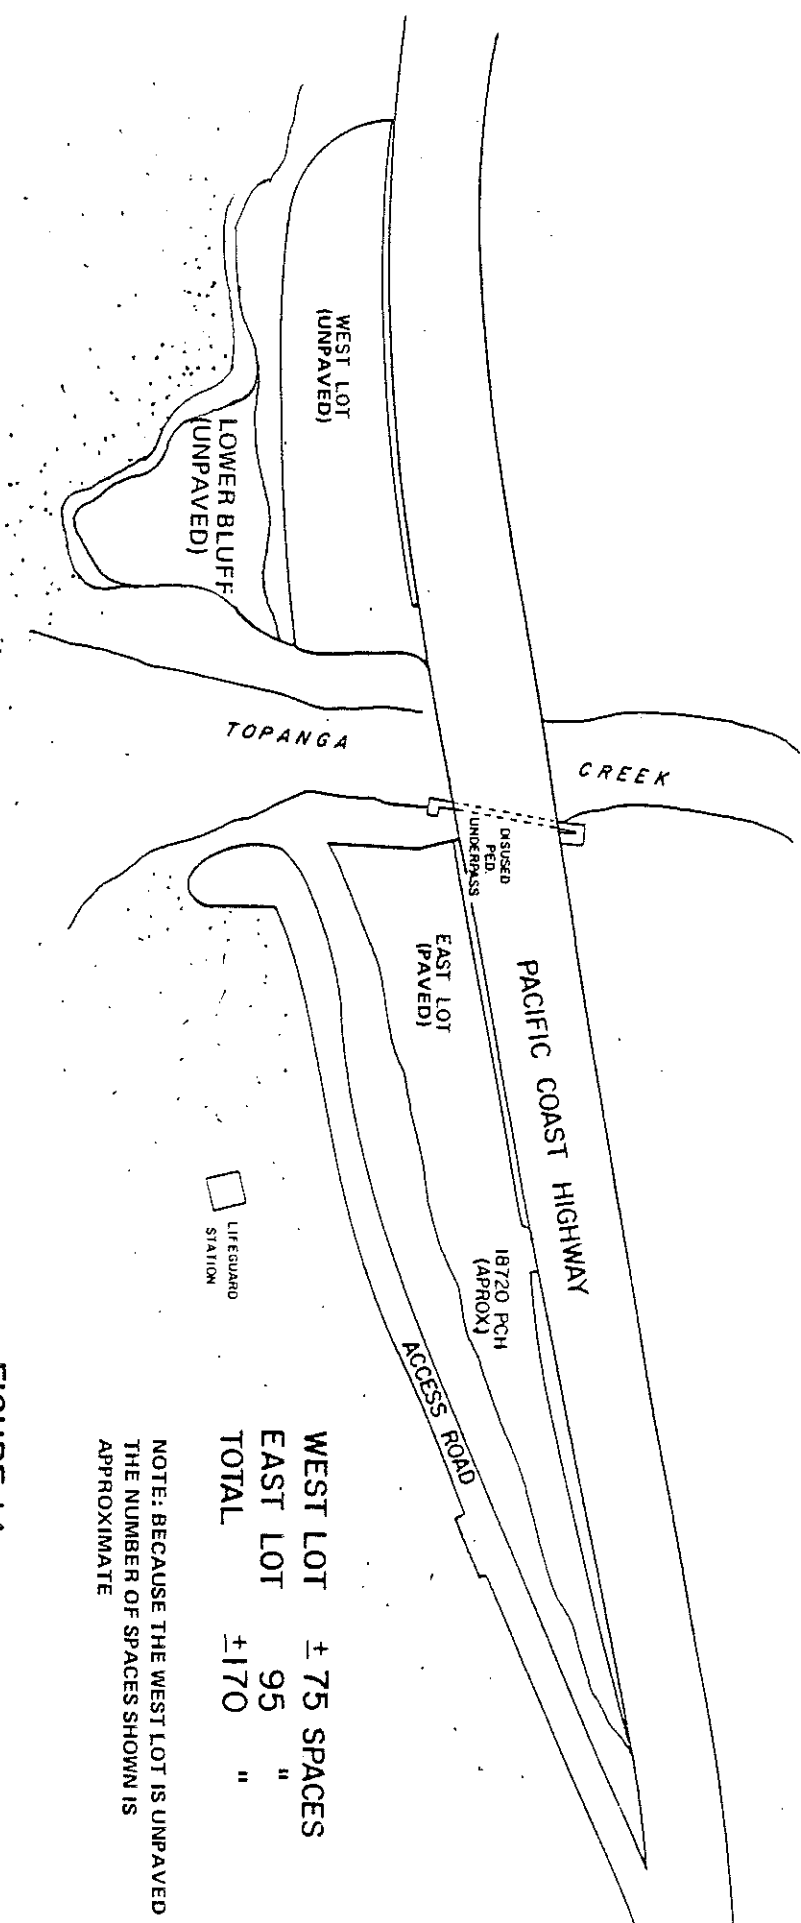 WEST LOT
(UNPAVED)
LOWER BLUFF
(UNPAVED)
TOPANGA
CREEK
DISUSED
PED.
UNDERPASS
EAST LOT
(PAVED)
PACIFIC COAST HIGHWAY
18720 PCH
(APROX.)
ACCESS ROAD
LIFEGUARD
STATION
WEST LOT ± 75 SPACES
EAST LOT 95 "
TOTAL ±170 "
NOTE: BECAUSE THE WEST LOT IS UNPAVED
THE NUMBER OF SPACES SHOWN IS
APPROXIMATE